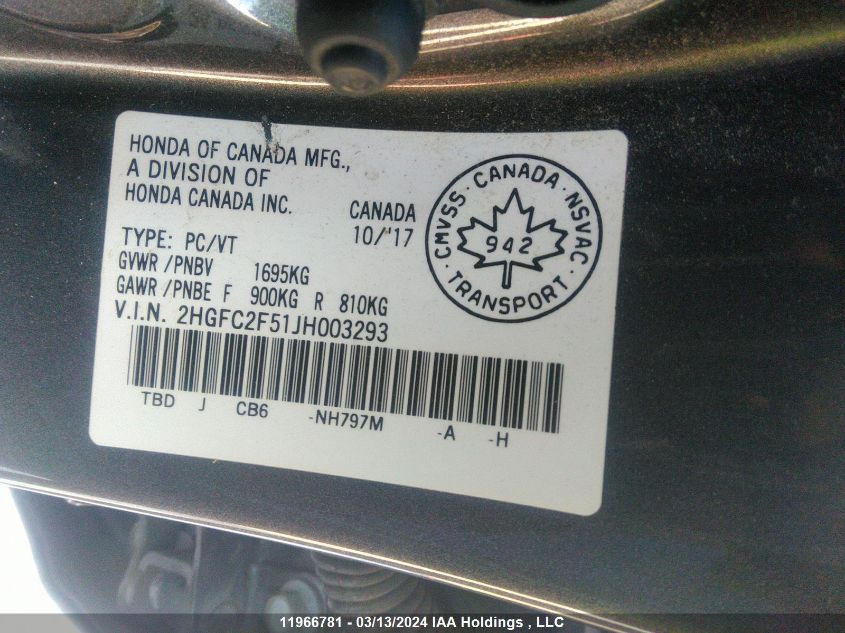 HONDA OF CANADA MFG.,
A DIVISION OF
HONDA CANADA INC.
CANADA
10/'17
TYPE: PC/VT
GVWR/PNBV 1695KG
GAWR/PNBE F 900KG R 810KG
V.I.N. 2HGFC2F51JH003293
TBD J CB6 -NH797M -A -H
CMVSS · CANADA · NSVAC
942
· TRANSPORT ·
11966781 - 03/13/2024 IAA Holdings , LLC